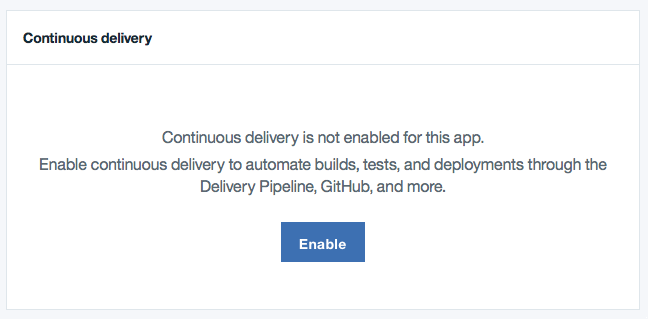 Continuous delivery
Continuous delivery is not enabled for this app.
Enable continuous delivery to automate builds, tests, and deployments through the
Delivery Pipeline, GitHub, and more.
Enable